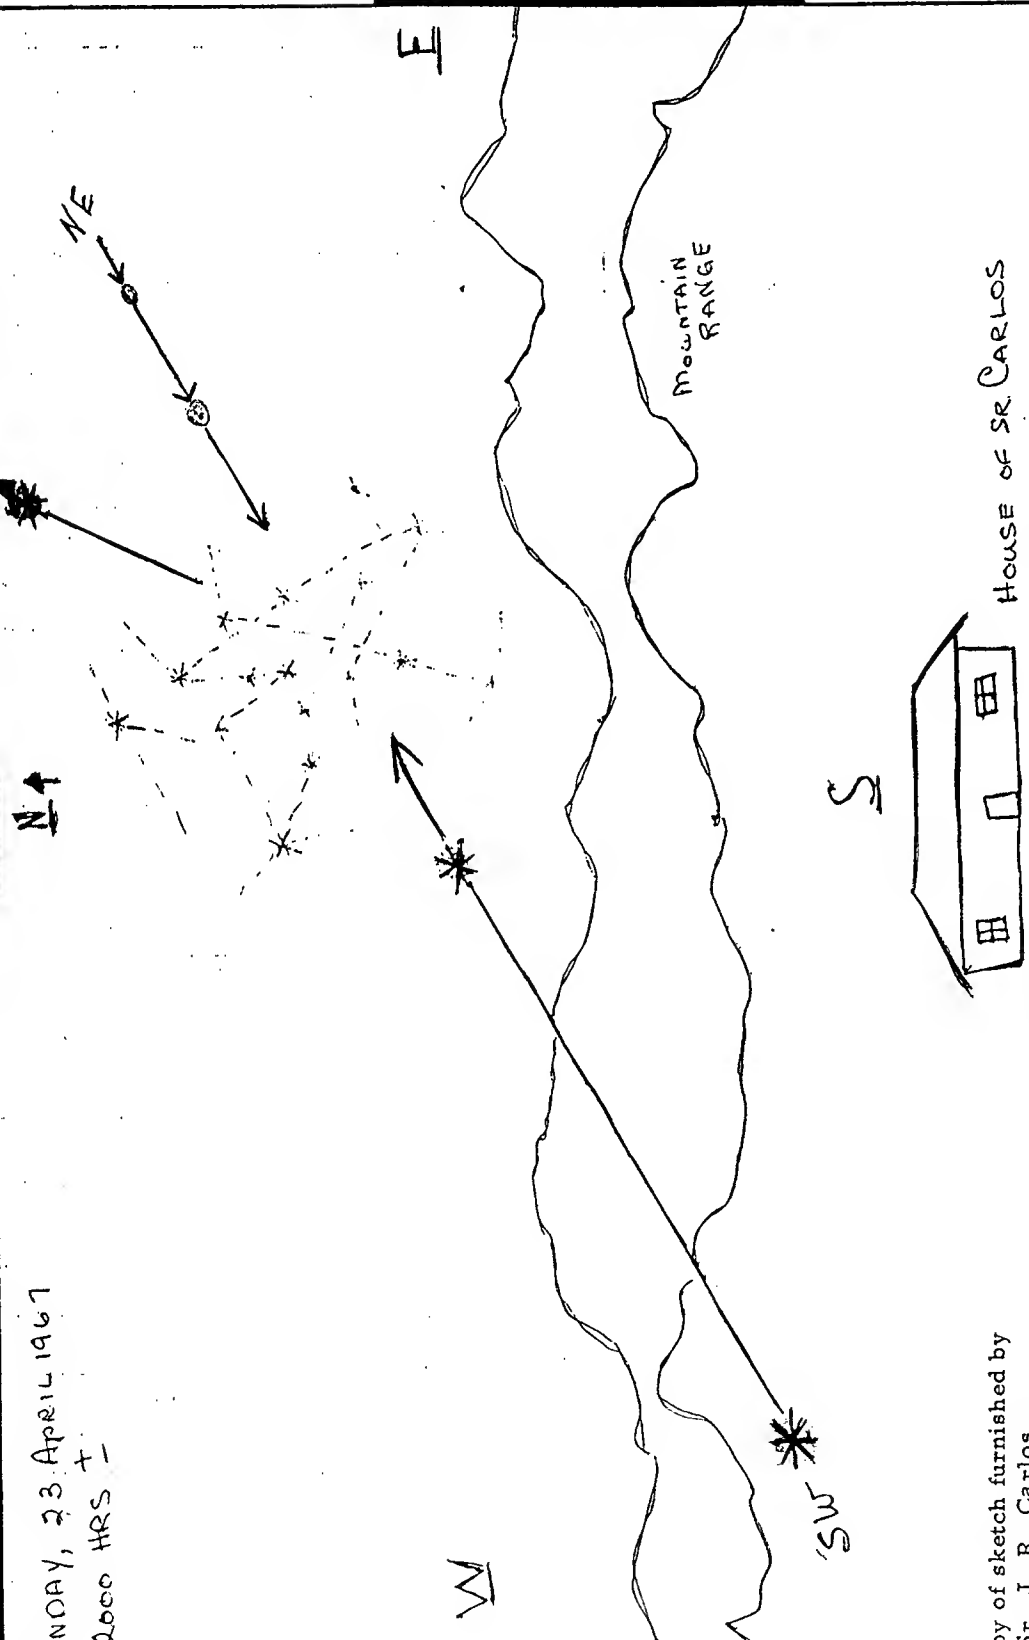 NDAY, 23 APRIL 1967
2000 HRS ±
N
NE
E
W
MOUNTAIN
RANGE
SW
S
HOUSE OF SR. CARLOS
py of sketch furnished by
ir. J. R. Carlos